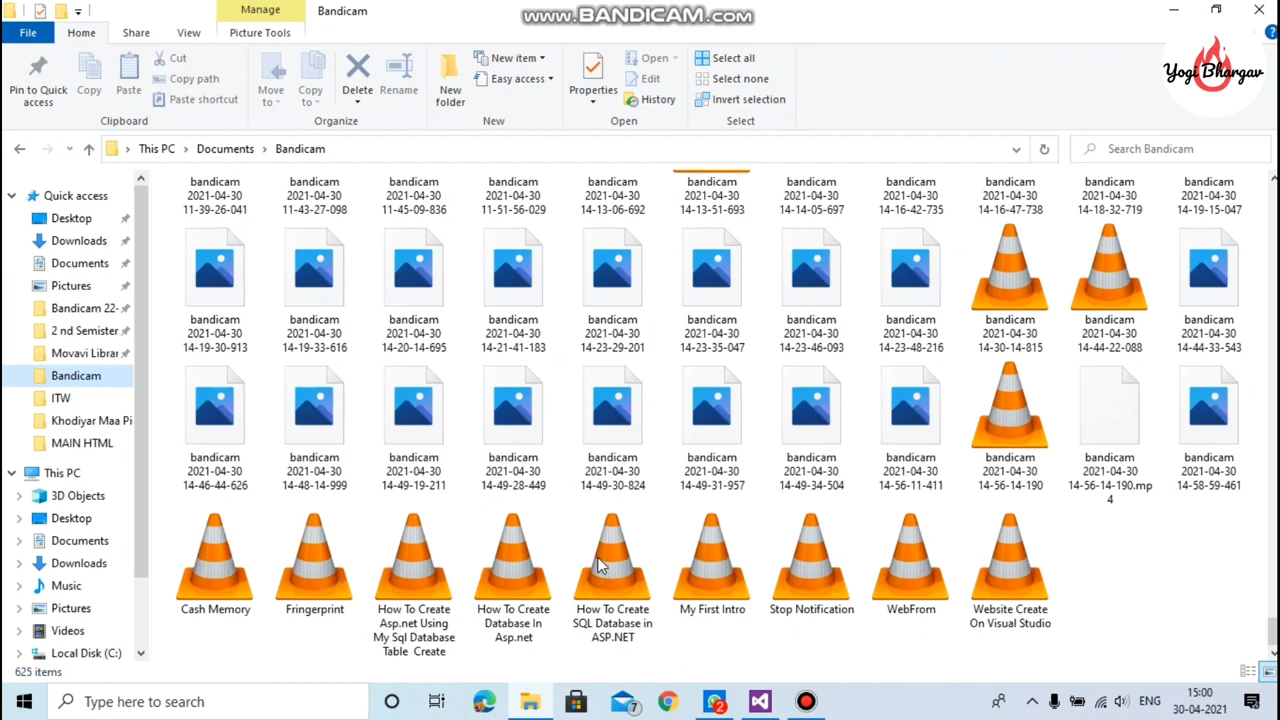 Manage
Bandicam
www.BANDICAM.com
File
Home
Share
View
Picture Tools
Pin to Quick access
Copy
Paste
Cut
Copy path
Paste shortcut
Clipboard
Move to
Copy to
Delete
Rename
Organize
New folder
New item
Easy access
New
Properties
Open
Edit
History
Open
Select all
Select none
Invert selection
Select
Yogi Bhargav
This PC
Documents
Bandicam
Search Bandicam
Quick access
Desktop
Downloads
Documents
Pictures
Bandicam 22-
2 nd Semister
Movavi Librar
Bandicam
ITW
Khodiyar Maa Pi
MAIN HTML
This PC
3D Objects
Desktop
Documents
Downloads
Music
Pictures
Videos
Local Disk (C:)
bandicam 2021-04-30 11-39-26-041
bandicam 2021-04-30 11-43-27-098
bandicam 2021-04-30 11-45-09-836
bandicam 2021-04-30 11-51-56-029
bandicam 2021-04-30 14-13-06-692
bandicam 2021-04-30 14-13-51-693
bandicam 2021-04-30 14-14-05-697
bandicam 2021-04-30 14-16-42-735
bandicam 2021-04-30 14-16-47-738
bandicam 2021-04-30 14-18-32-719
bandicam 2021-04-30 14-19-15-047
bandicam 2021-04-30 14-19-30-913
bandicam 2021-04-30 14-19-33-616
bandicam 2021-04-30 14-20-14-695
bandicam 2021-04-30 14-21-41-183
bandicam 2021-04-30 14-23-29-201
bandicam 2021-04-30 14-23-35-047
bandicam 2021-04-30 14-23-46-093
bandicam 2021-04-30 14-23-48-216
bandicam 2021-04-30 14-30-14-815
bandicam 2021-04-30 14-44-22-088
bandicam 2021-04-30 14-44-33-543
bandicam 2021-04-30 14-46-44-626
bandicam 2021-04-30 14-48-14-999
bandicam 2021-04-30 14-49-19-211
bandicam 2021-04-30 14-49-28-449
bandicam 2021-04-30 14-49-30-824
bandicam 2021-04-30 14-49-31-957
bandicam 2021-04-30 14-49-34-504
bandicam 2021-04-30 14-56-11-411
bandicam 2021-04-30 14-56-14-190
bandicam 2021-04-30 14-56-14-190.mp4
bandicam 2021-04-30 14-58-59-461
Cash Memory
Fringerprint
How To Create Asp.net Using My Sql Database Table Create
How To Create Database In Asp.net
How To Create SQL Database in ASP.NET
My First Intro
Stop Notification
WebFrom
Website Create On Visual Studio
625 items
Type here to search
7
2
ENG
15:00
30-04-2021